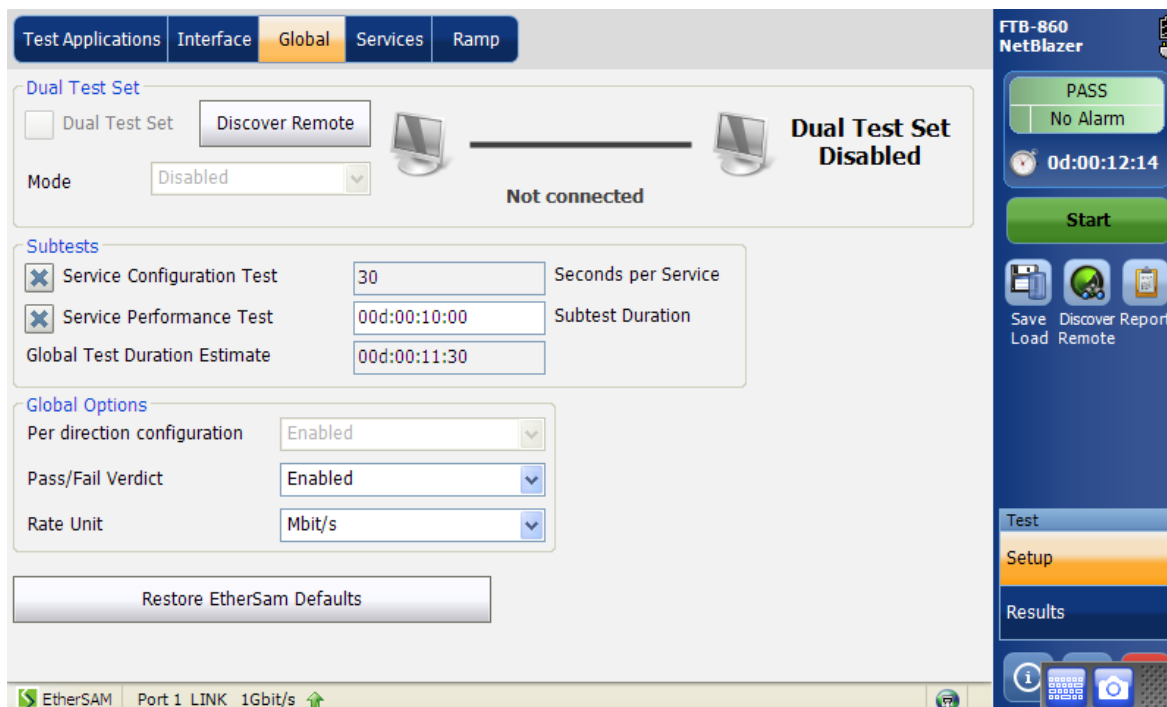 Test Applications Interface Global Services Ramp
Dual Test Set
Dual Test Set Discover Remote
Mode Disabled
Not connected
Dual Test Set
Disabled
Subtests
Service Configuration Test 30 Seconds per Service
Service Performance Test 00d:00:10:00 Subtest Duration
Global Test Duration Estimate 00d:00:11:30
Global Options
Per direction configuration Enabled
Pass/Fail Verdict Enabled
Rate Unit Mbit/s
Restore EtherSam Defaults
EtherSAM Port 1 LINK 1Gbit/s
FTB-860
NetBlazer
PASS
No Alarm
0d:00:12:14
Start
Save
Load
Discover
Remote
Report
Test
Setup
Results